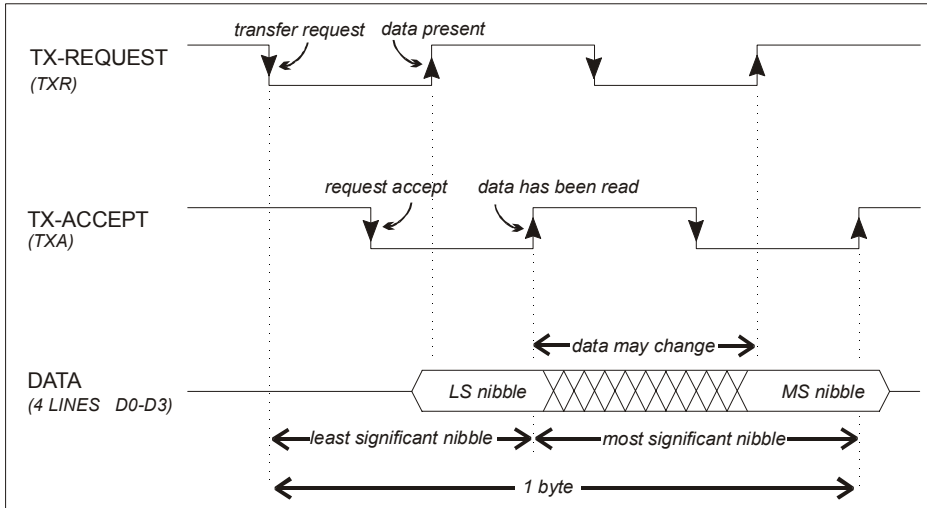 transfer request
data present
TX-REQUEST
(TXR)
request accept
data has been read
TX-ACCEPT
(TXA)
data may change
DATA
(4 LINES D0-D3)
LS nibble
MS nibble
least significant nibble
most significant nibble
1 byte